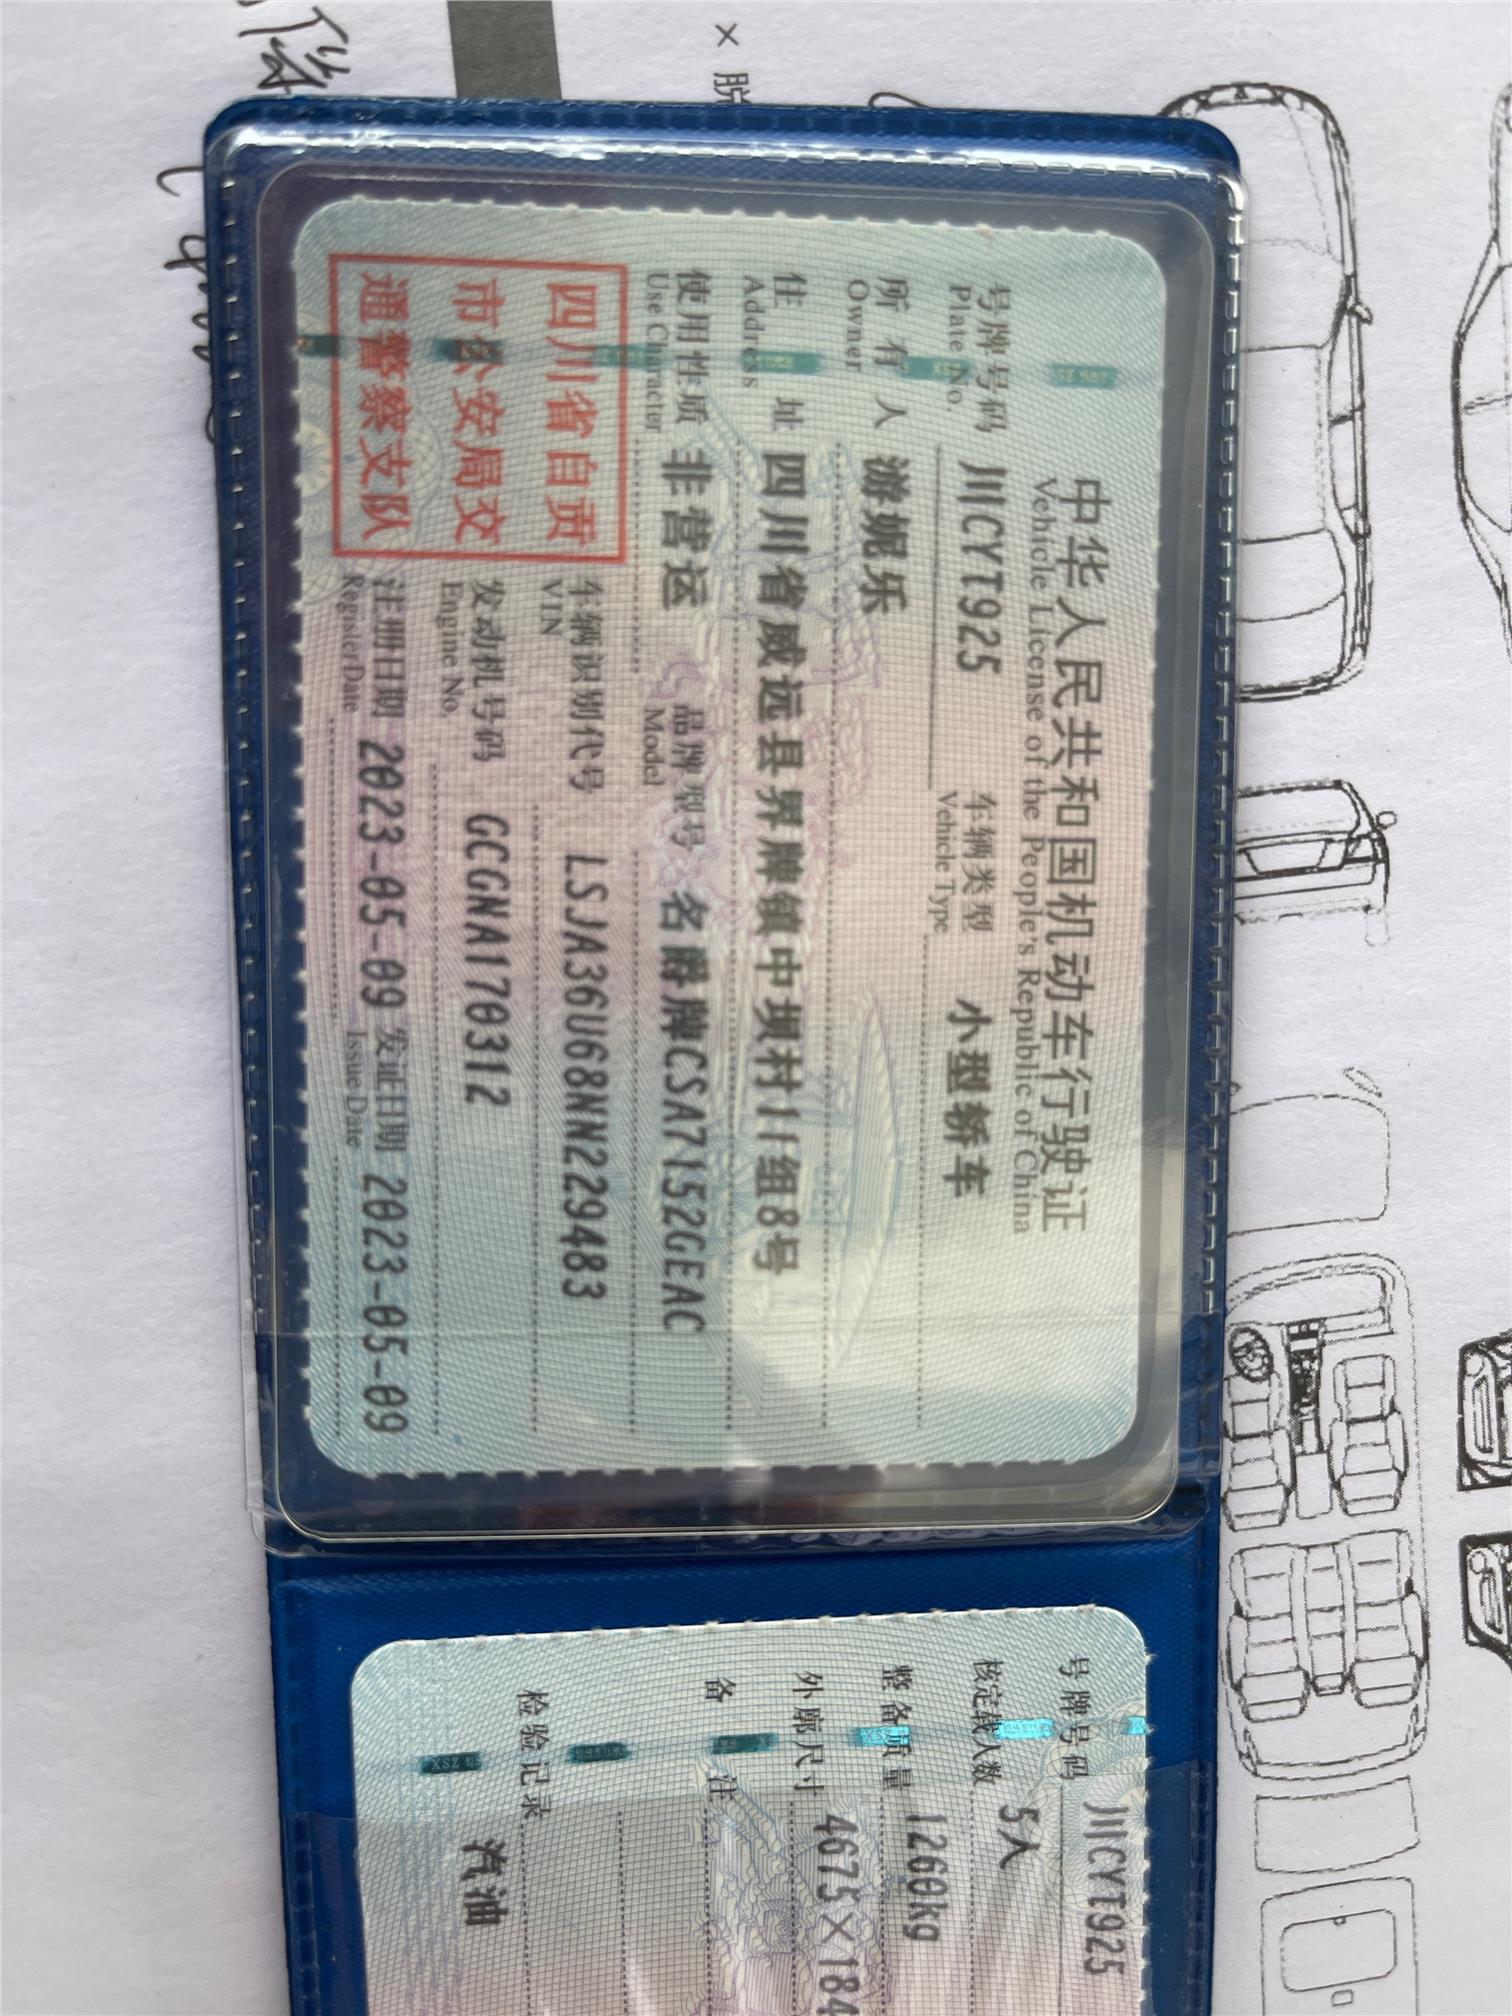 中华人民共和国机动车行驶证
Vehicle License of the People's Republic of China
号牌号码 川CYT925 车辆类型 小型轿车
Plate No. Vehicle Type
所有人 游妮乐
Owner
住址 四川省威远县界牌镇中坝村11组8号
Address
使用性质 非营运 品牌型号 名爵牌CSA7152GEAC
Use Character Model
四川省自贡
市公安局交
通警察支队
车辆识别代号 LSJA36U68NN229483
VIN
发动机号码 GCGNA170312
Engine No.
注册日期 2023-05-09 发证日期 2023-05-09
Register Date Issue Date
号牌号码 川CYT925
核定载人数 5人
整备质量 1260kg
外廓尺寸 4675×184
备注
检验记录 汽油
× 脱